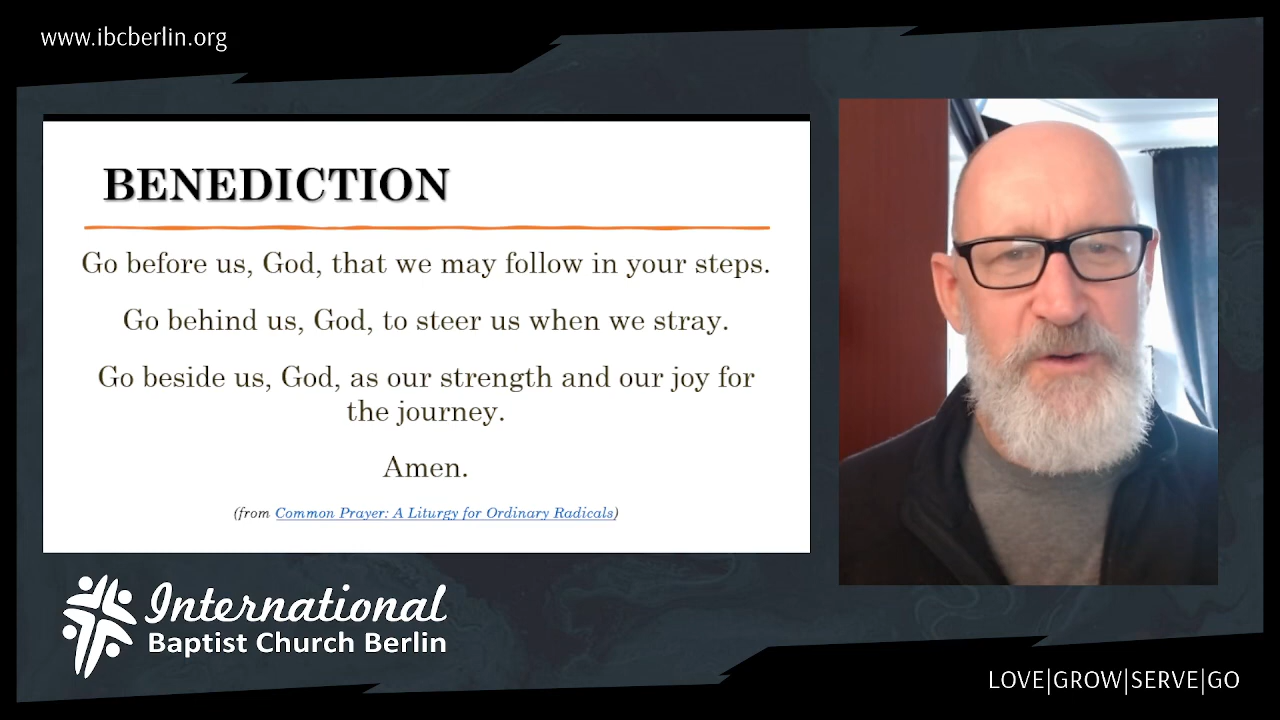 www.ibcberlin.org
BENEDICTION
Go before us, God, that we may follow in your steps.
Go behind us, God, to steer us when we stray.
Go beside us, God, as our strength and our joy for
the journey.
Amen.
(from Common Prayer: A Liturgy for Ordinary Radicals)
International
Baptist Church Berlin
LOVE|GROW|SERVE|GO